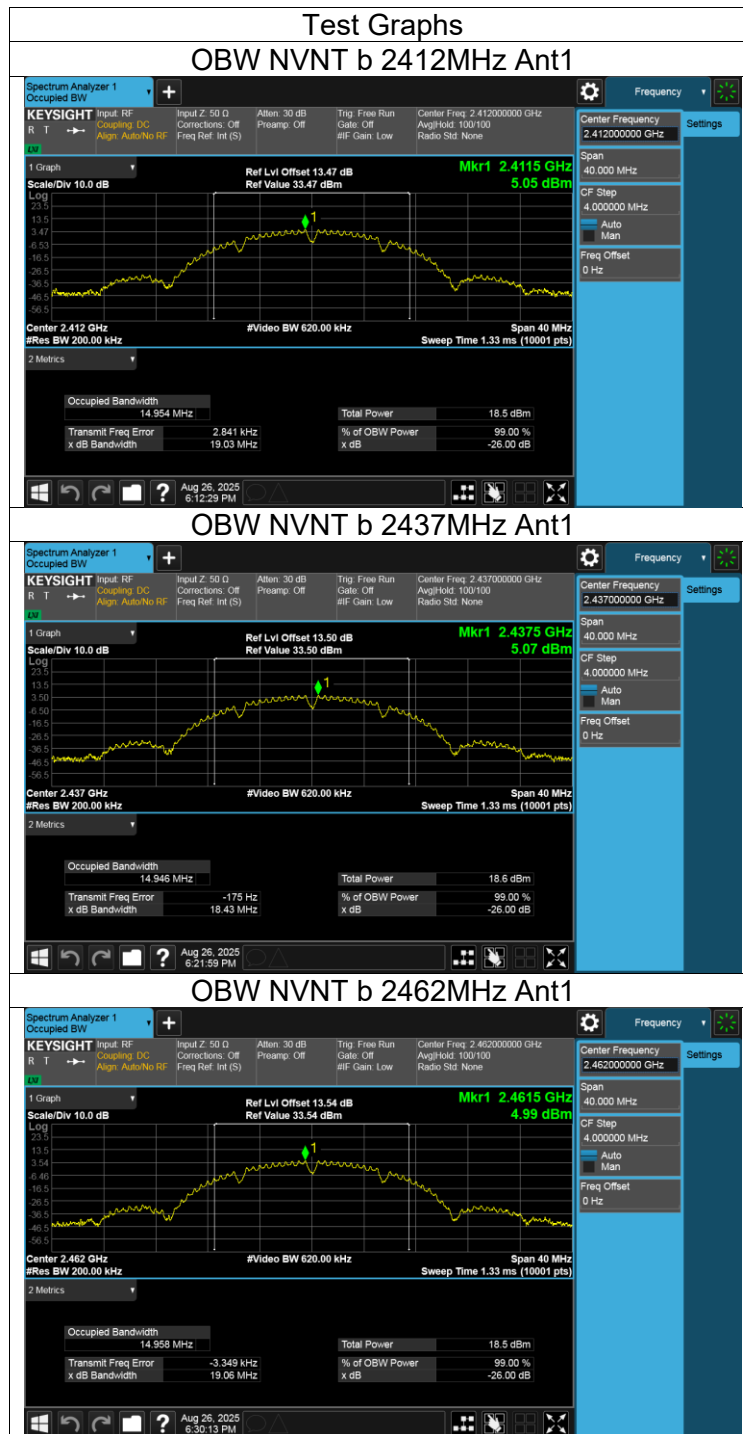 Test Graphs
OBW NVNT b 2412MHz Ant1
Spectrum Analyzer 1
Occupied BW
+
Frequency
KEYSIGHT Input: RF Input Z: 50 Ω Atten: 30 dB Trig: Free Run Center Freq: 2.412000000 GHz
R T Coupling: DC Corrections: Off Preamp: Off Gate: Off Avg|Hold: 100/100
Align: Auto/No RF Freq Ref: Int (S) #IF Gain: Low Radio Std: None
LXI
Center Frequency
2.412000000 GHz
Settings
Span
40.000 MHz
CF Step
4.000000 MHz
Auto
Man
Freq Offset
0 Hz
1 Graph
Ref Lvl Offset 13.47 dB
Mkr1 2.4115 GHz
Scale/Div 10.0 dB
Ref Value 33.47 dBm
5.05 dBm
Log
23.5
13.5
3.47
-6.53
-16.5
-26.5
-36.5
-46.5
-56.5
1
Center 2.412 GHz #Video BW 620.00 kHz Span 40 MHz
#Res BW 200.00 kHz Sweep Time 1.33 ms (10001 pts)
2 Metrics
Occupied Bandwidth
14.954 MHz Total Power 18.5 dBm
Transmit Freq Error 2.841 kHz % of OBW Power 99.00 %
x dB Bandwidth 19.03 MHz x dB -26.00 dB
? Aug 26, 2025
6:12:29 PM
OBW NVNT b 2437MHz Ant1
Spectrum Analyzer 1
Occupied BW
+
Frequency
KEYSIGHT Input: RF Input Z: 50 Ω Atten: 30 dB Trig: Free Run Center Freq: 2.437000000 GHz
R T Coupling: DC Corrections: Off Preamp: Off Gate: Off Avg|Hold: 100/100
Align: Auto/No RF Freq Ref: Int (S) #IF Gain: Low Radio Std: None
LXI
Center Frequency
2.437000000 GHz
Settings
Span
40.000 MHz
CF Step
4.000000 MHz
Auto
Man
Freq Offset
0 Hz
1 Graph
Ref Lvl Offset 13.50 dB
Mkr1 2.4375 GHz
Scale/Div 10.0 dB
Ref Value 33.50 dBm
5.07 dBm
Log
23.5
13.5
3.50
-6.50
-16.5
-26.5
-36.5
-46.5
-56.5
1
Center 2.437 GHz #Video BW 620.00 kHz Span 40 MHz
#Res BW 200.00 kHz Sweep Time 1.33 ms (10001 pts)
2 Metrics
Occupied Bandwidth
14.946 MHz Total Power 18.6 dBm
Transmit Freq Error -175 Hz % of OBW Power 99.00 %
x dB Bandwidth 18.43 MHz x dB -26.00 dB
? Aug 26, 2025
6:21:59 PM
OBW NVNT b 2462MHz Ant1
Spectrum Analyzer 1
Occupied BW
+
Frequency
KEYSIGHT Input: RF Input Z: 50 Ω Atten: 30 dB Trig: Free Run Center Freq: 2.462000000 GHz
R T Coupling: DC Corrections: Off Preamp: Off Gate: Off Avg|Hold: 100/100
Align: Auto/No RF Freq Ref: Int (S) #IF Gain: Low Radio Std: None
LXI
Center Frequency
2.462000000 GHz
Settings
Span
40.000 MHz
CF Step
4.000000 MHz
Auto
Man
Freq Offset
0 Hz
1 Graph
Ref Lvl Offset 13.54 dB
Mkr1 2.4615 GHz
Scale/Div 10.0 dB
Ref Value 33.54 dBm
4.99 dBm
Log
23.5
13.5
3.54
-6.46
-16.5
-26.5
-36.5
-46.5
-56.5
1
Center 2.462 GHz #Video BW 620.00 kHz Span 40 MHz
#Res BW 200.00 kHz Sweep Time 1.33 ms (10001 pts)
2 Metrics
Occupied Bandwidth
14.958 MHz Total Power 18.5 dBm
Transmit Freq Error -3.349 kHz % of OBW Power 99.00 %
x dB Bandwidth 19.06 MHz x dB -26.00 dB
? Aug 26, 2025
6:30:13 PM